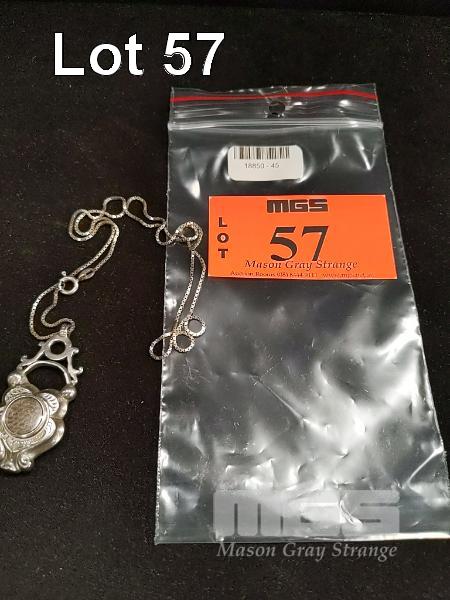 Lot 57
18850 - 45
MGS
LOT
57
Mason Gray Strange
MGS
Mason Gray Strange